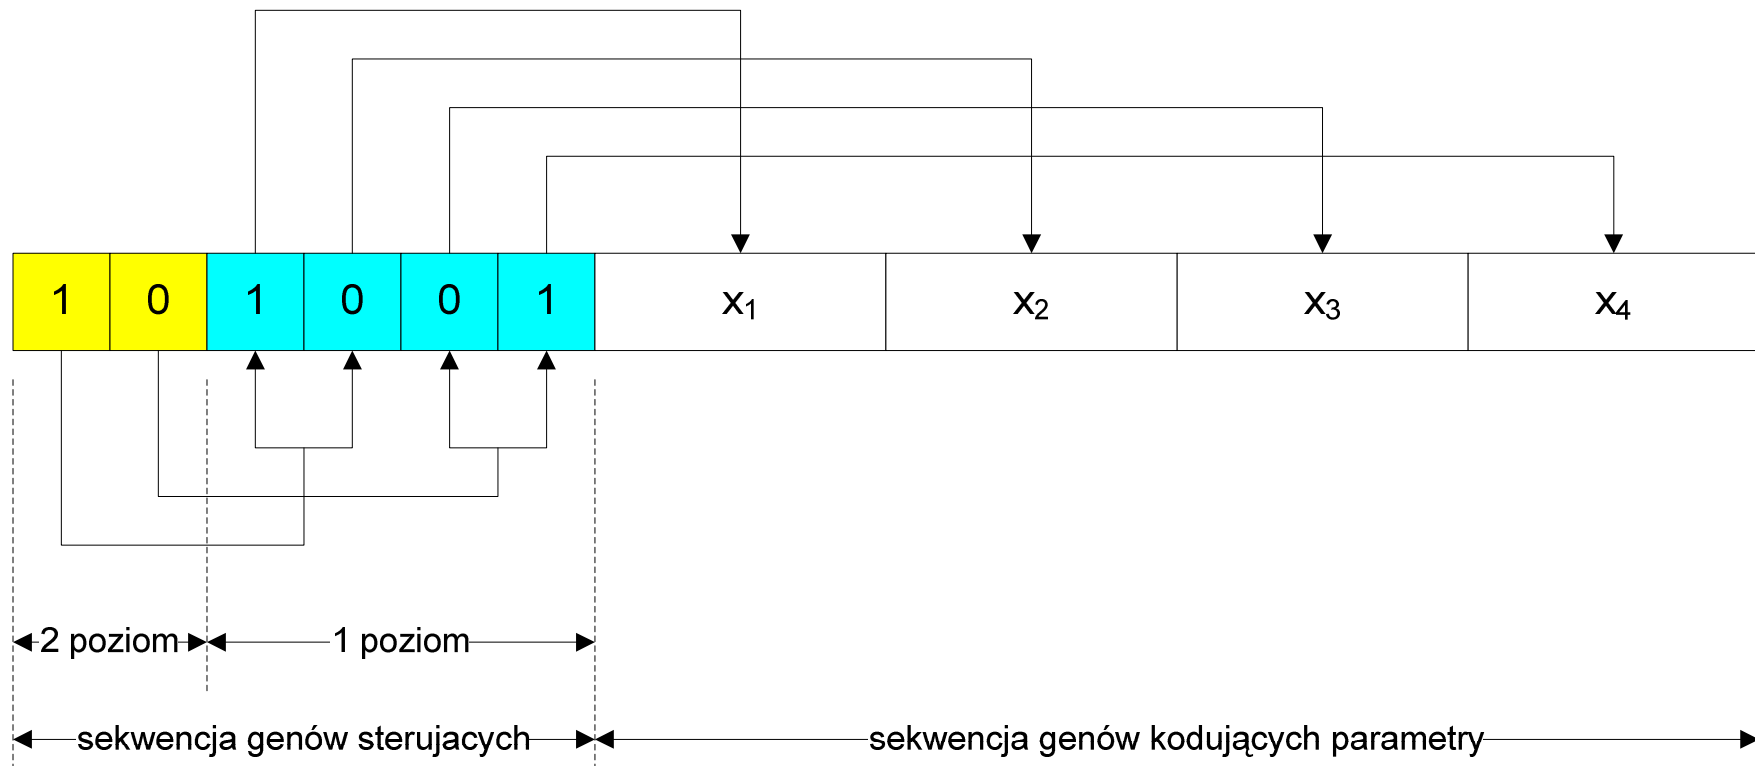 1 0 1 0 0 1 x₁ x₂ x₃ x₄
2 poziom 1 poziom
sekwencja genów sterujacych sekwencja genów kodujących parametry